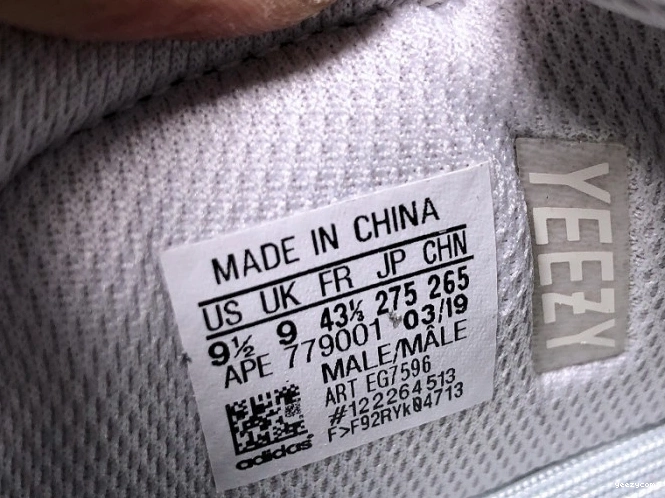 MADE IN CHINA
US UK FR JP CHN
9½ 9 43⅓ 275 265
APE 779001 03/19
MALE/MÂLE
ART EG7596
#122264513
F>F92RYK04713
adidas
YEEZY